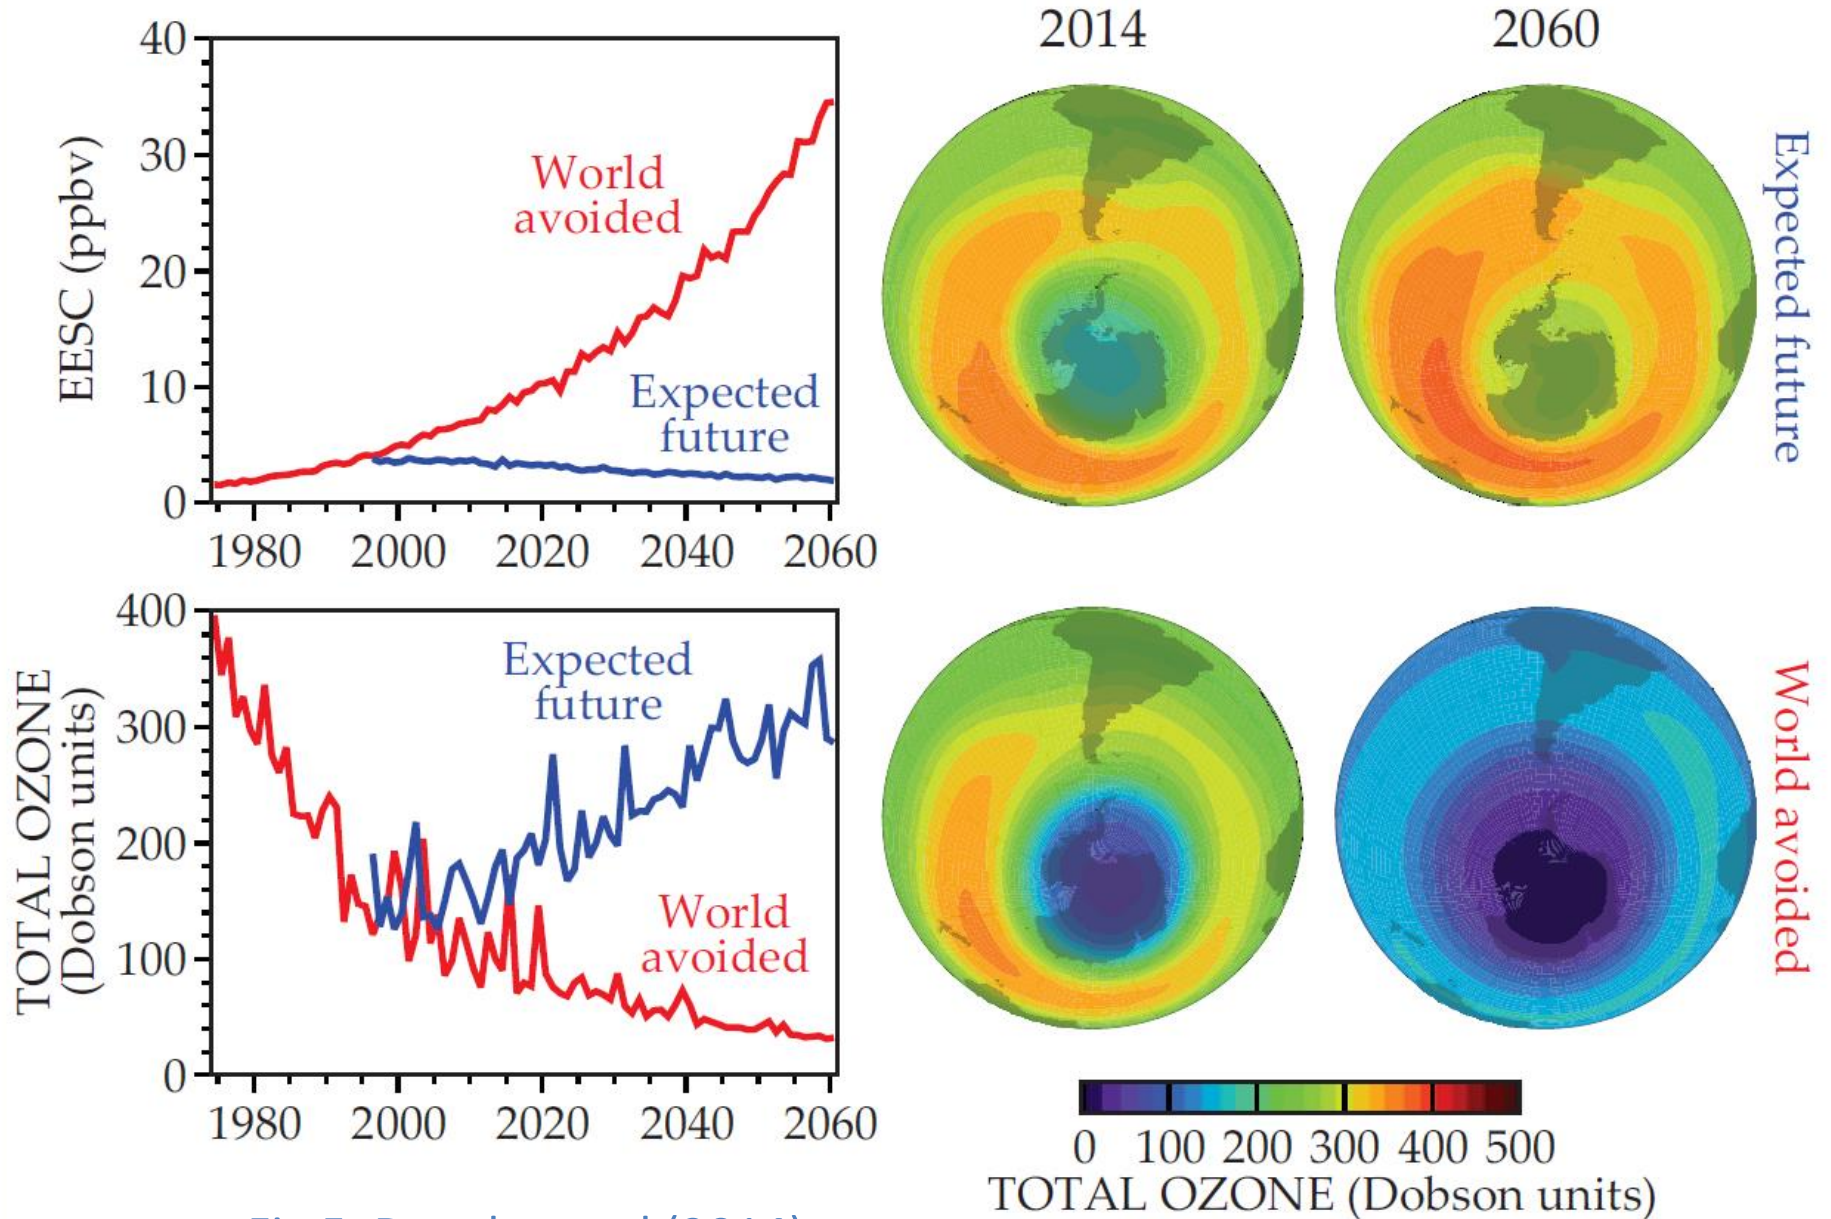 40
30
20
10
0
EESC (ppbv)
World
avoided
Expected
future
1980 2000 2020 2040 2060
400
300
200
100
0
TOTAL OZONE
(Dobson units)
Expected
future
World
avoided
1980 2000 2020 2040 2060
2014 2060
Expected future
World avoided
0 100 200 300 400 500
TOTAL OZONE (Dobson units)
(2014)